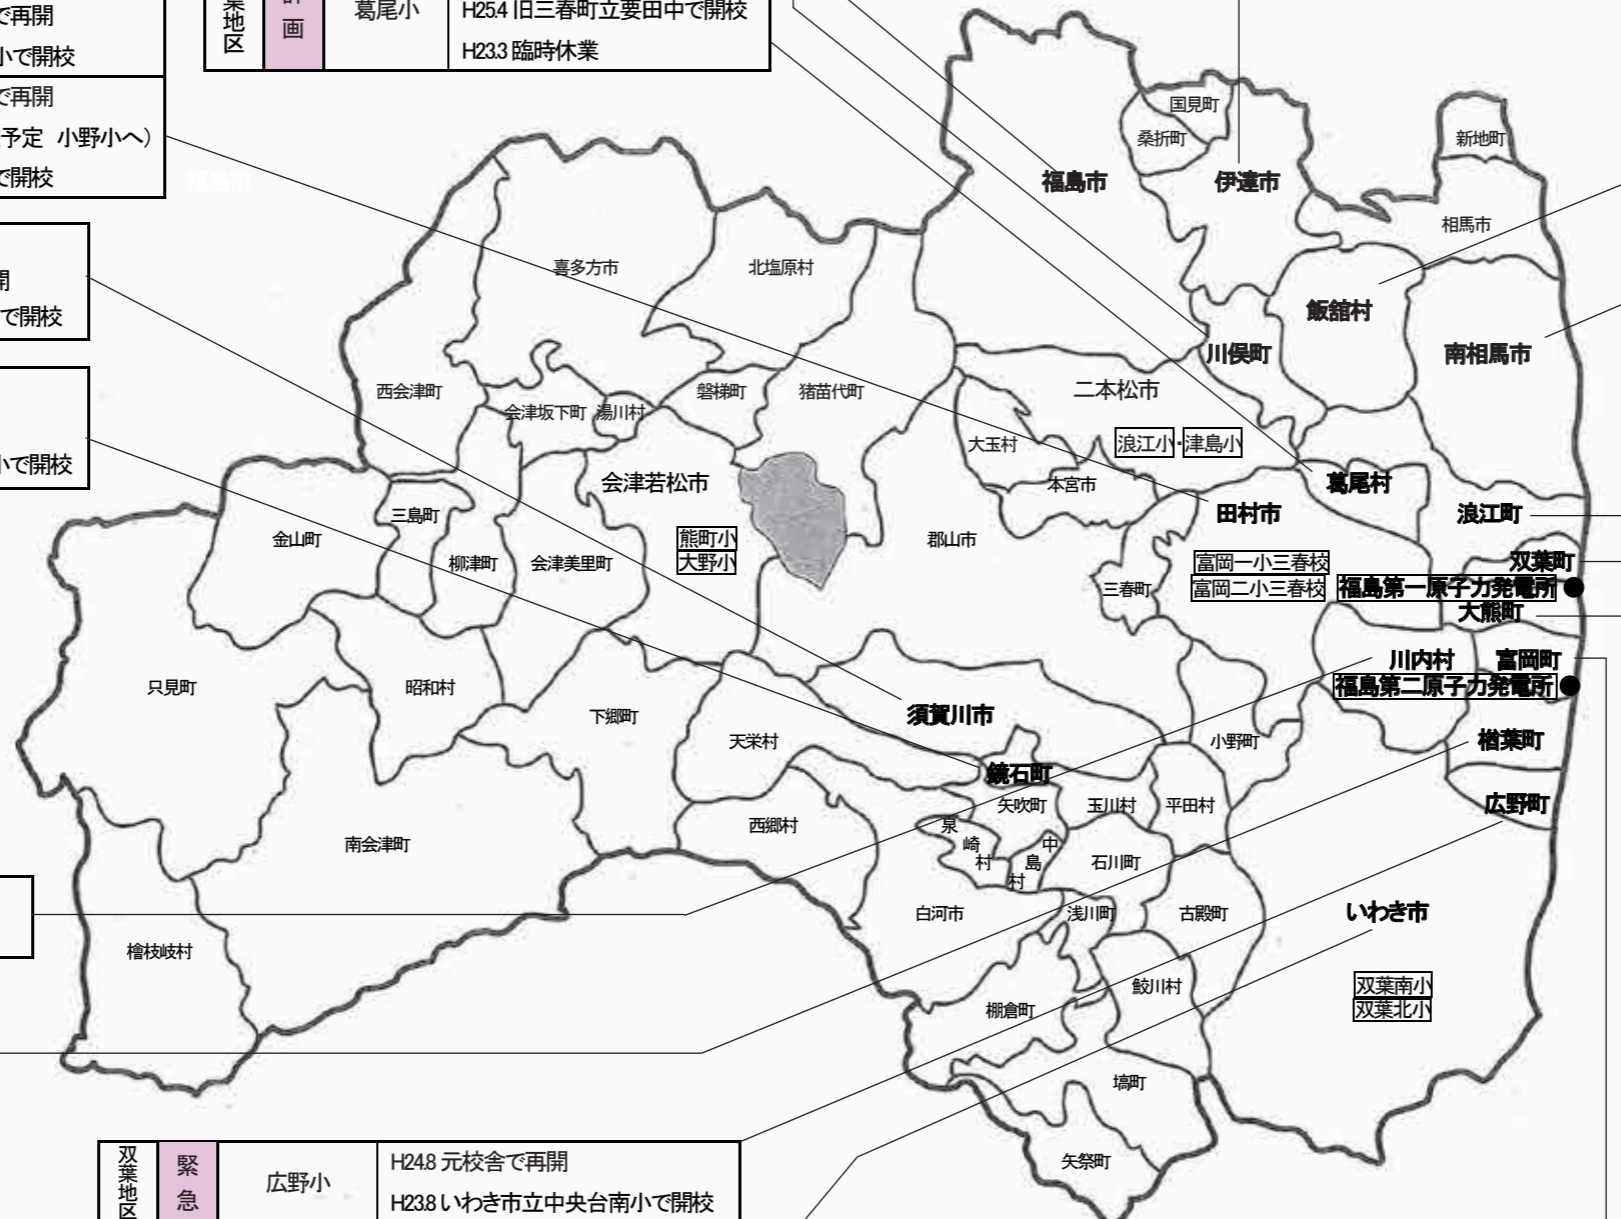 で再開
小で開校
で再開
予定 小野小へ）
で開校
開
で開校
小で開校
葉地区
計画
葛尾小
H25.4 旧三春町立要田中で開校
H23.3 臨時休業
福島市
国見町
桑折町
新地町
福島市
伊達市
相馬市
喜多方市
北塩原村
飯舘村
川俣町
南相馬市
西会津町
会津坂下町
湯川村
磐梯町
猪苗代町
二本松市
大玉村
浪江小・津島小
本宮市
会津若松市
熊町小
大野小
葛尾村
田村市
浪江町
金山町
三島町
柳津町
会津美里町
郡山市
三春町
富岡一小三春校
富岡二小三春校
双葉町
福島第一原子力発電所
大熊町
只見町
昭和村
下郷町
天栄村
須賀川市
川内村
富岡町
福島第二原子力発電所
小野町
楢葉町
鏡石町
矢吹町
玉川村
平田村
広野町
南会津町
西郷村
泉崎村
中島村
石川町
白河市
浅川町
古殿町
いわき市
檜枝岐村
棚倉町
鮫川村
双葉南小
双葉北小
塙町
矢祭町
双葉地区
緊急
広野小
H24.8 元校舎で再開
H23.8 いわき市立中央台南小で開校